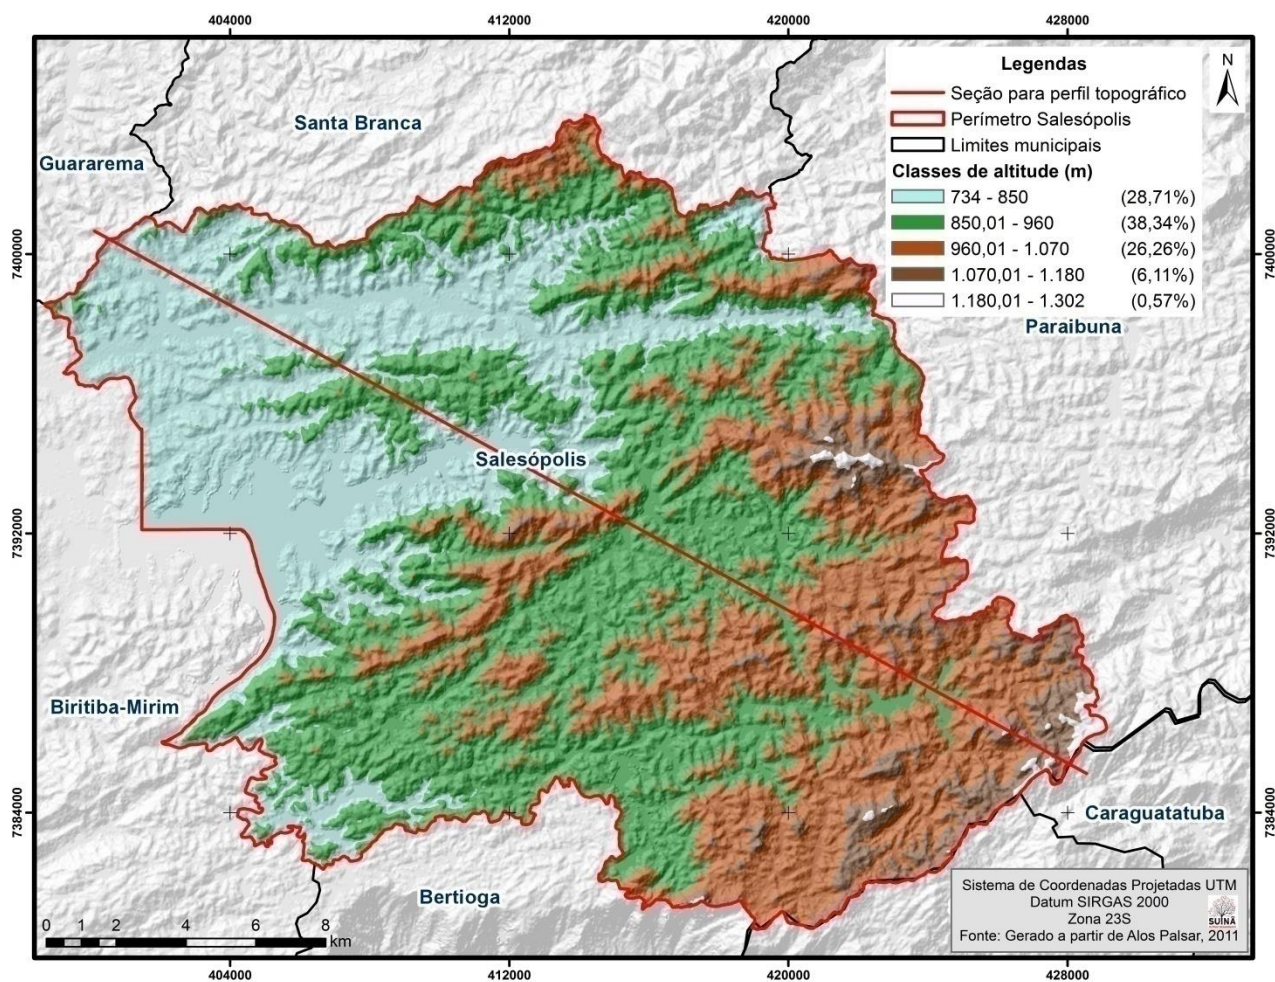 404000
412000
420000
428000
Legendas
Seção para perfil topográfico
Perímetro Salesópolis
Limites municipais
Classes de altitude (m)
734 - 850 (28,71%)
850,01 - 960 (38,34%)
960,01 - 1.070 (26,26%)
1.070,01 - 1.180 (6,11%)
1.180,01 - 1.302 (0,57%)
N
Santa Branca
Guararema
7400000
7400000
Paraibuna
Salesópolis
7392000
7392000
Biritiba-Mirim
7384000
7384000
Caraguatatuba
Bertioga
Sistema de Coordenadas Projetadas UTM
Datum SIRGAS 2000
Zona 23S
Fonte: Gerado a partir de Alos Palsar, 2011
SUINÃ
0 1 2 4 6 8
km
404000
412000
420000
428000